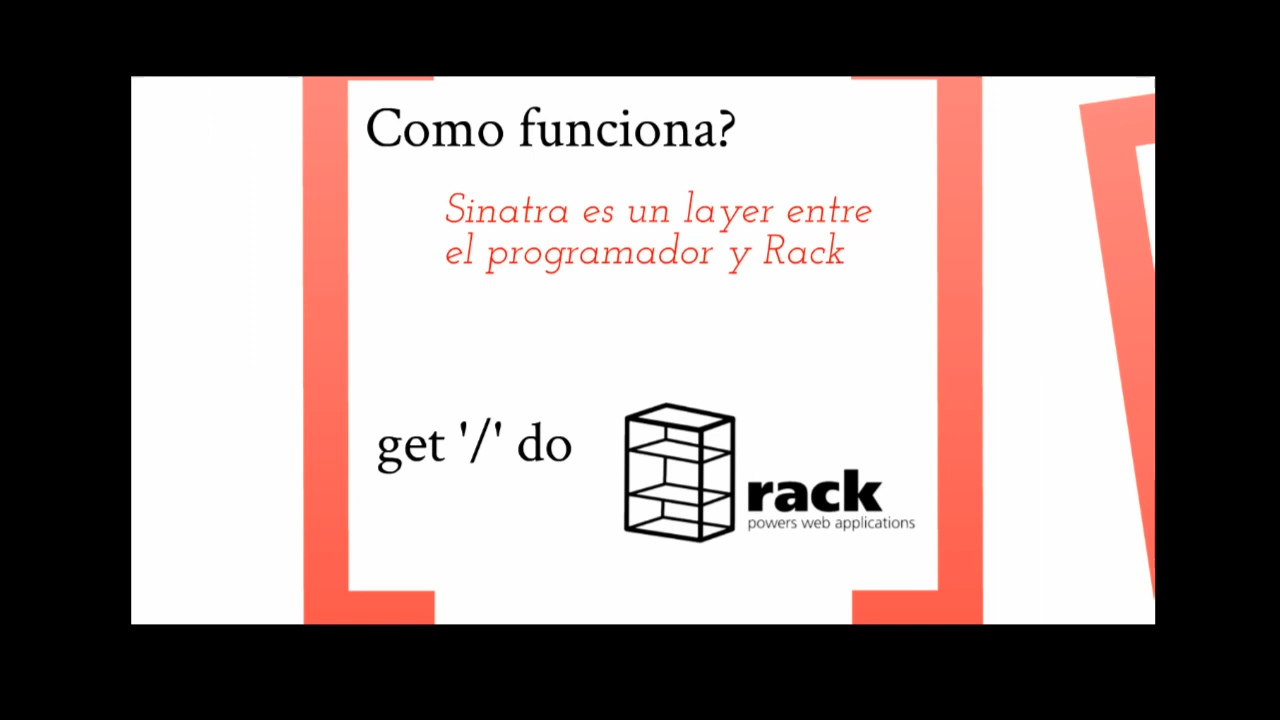 Como funciona?
Sinatra es un layer entre
el programador y Rack
get '/' do
rack
powers web applications